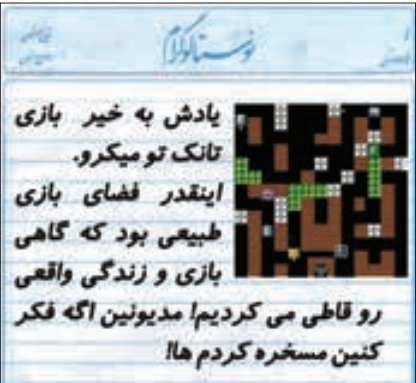 نوستالوگرام
یادش به خیر بازی
تانک تو میکرو.
اینقدر فضای بازی
طبیعی بود که گاهی
بازی و زندگی واقعی
رو قاطی می کردیم! مدیونین اگه فکر
کنین مسخره کردم ها!